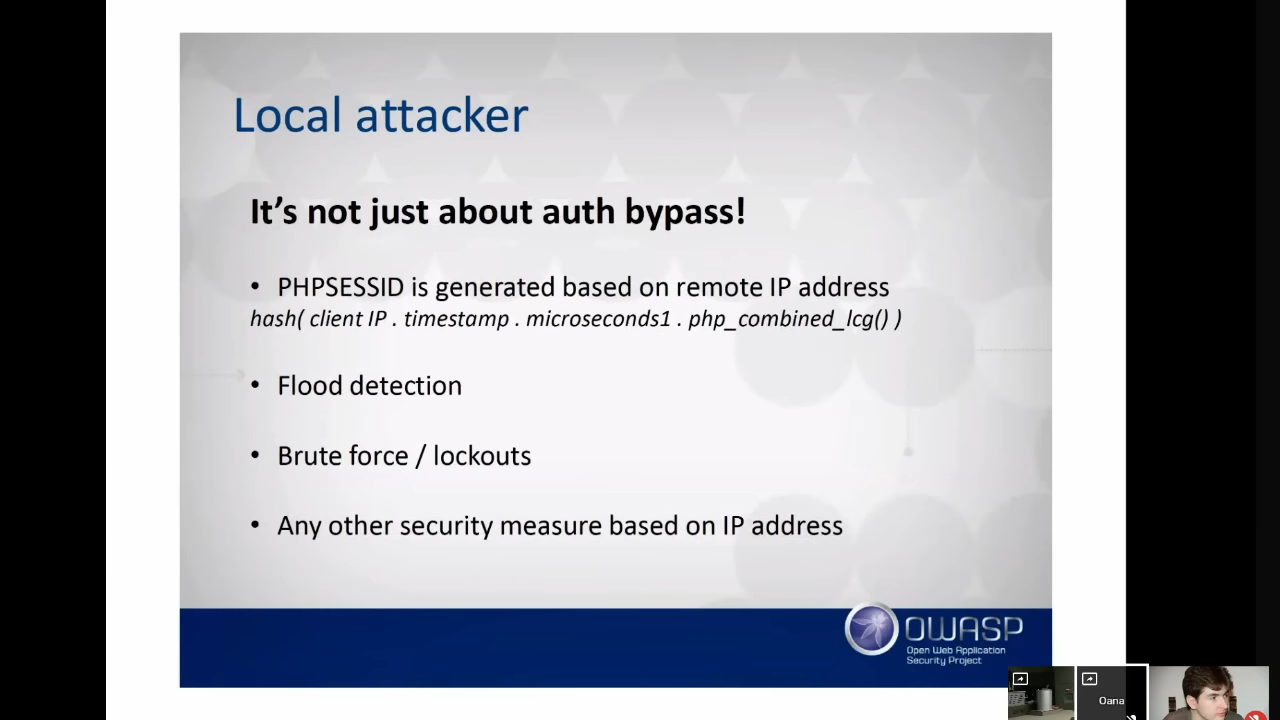 Local attacker
It's not just about auth bypass!
• PHPSESSID is generated based on remote IP address
hash( client IP . timestamp . microseconds1 . php_combined_lcg() )
• Flood detection
• Brute force / lockouts
• Any other security measure based on IP address
OWASP
Open Web Application
Security Project
Oana